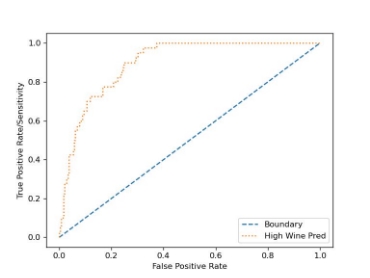 1.0
0.8
0.6
0.4
0.2
0.0
True Positive Rate/Sensitivity
Boundary
High Wine Pred
0.0 0.2 0.4 0.6 0.8 1.0
False Positive Rate